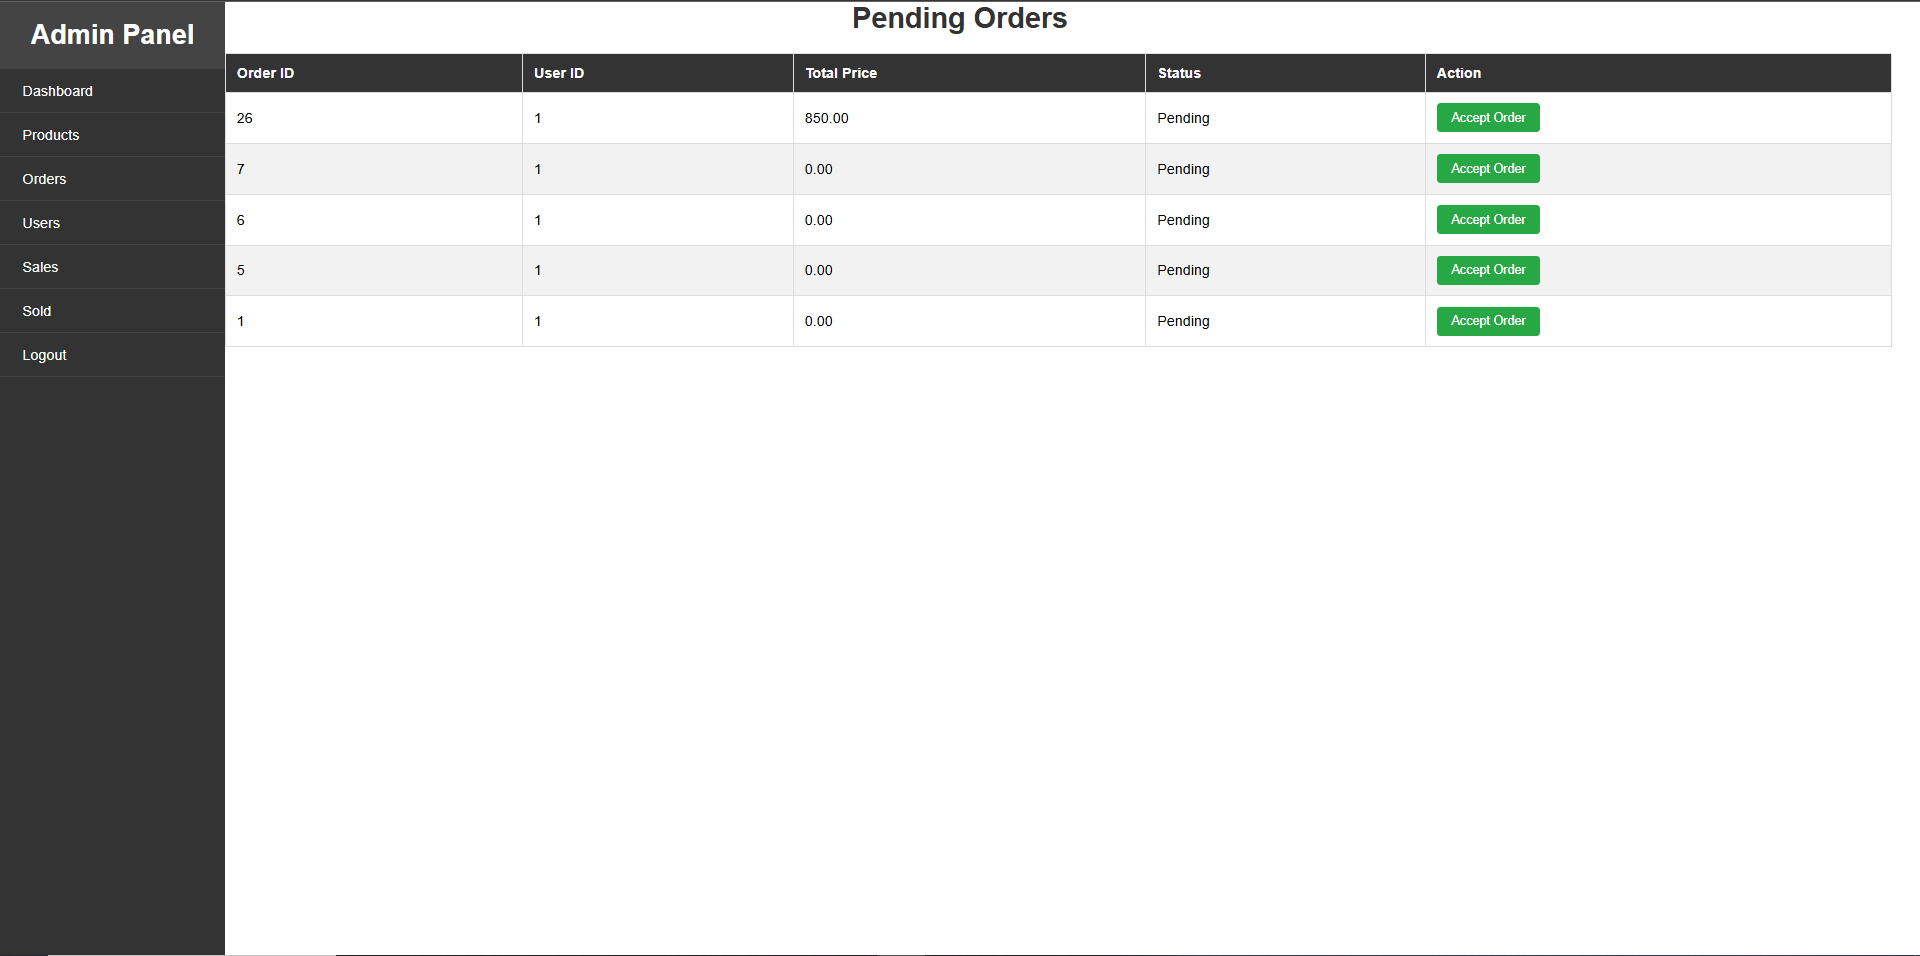 Admin Panel
Dashboard
Products
Orders
Users
Sales
Sold
Logout
Pending Orders
Order ID User ID Total Price Status Action
26 1 850.00 Pending Accept Order
7 1 0.00 Pending Accept Order
6 1 0.00 Pending Accept Order
5 1 0.00 Pending Accept Order
1 1 0.00 Pending Accept Order